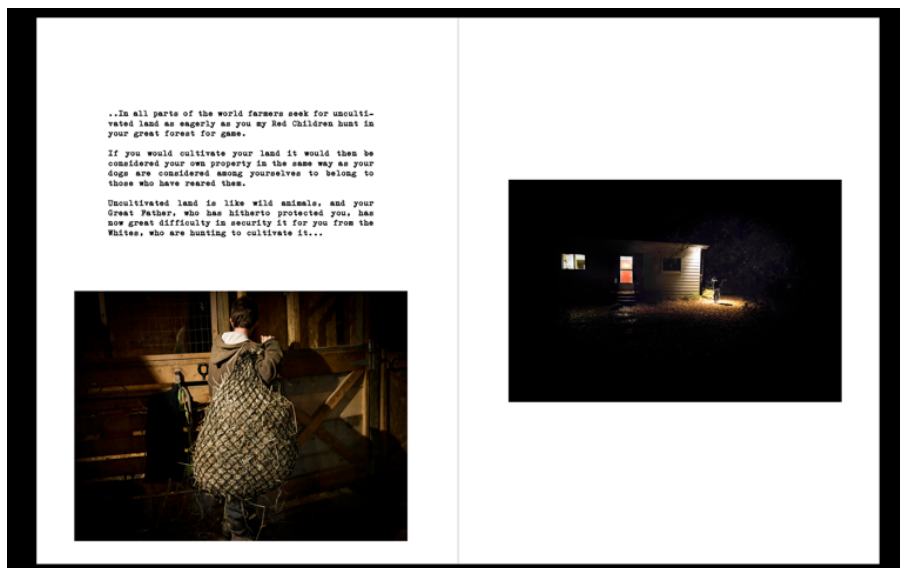 ..In all parts of the world farmers seek for unculti-
vated land as eagerly as you my Red Children hunt in
your great forest for game.
If you would cultivate your land it would then be
considered your own property in the same way as your
dogs are considered among yourselves to belong to
those who have reared them.
Uncultivated land is like wild animals, and your
Great Father, who has hitherto protected you, has
now great difficulty in security it for you from the
Whites, who are hunting to cultivate it...